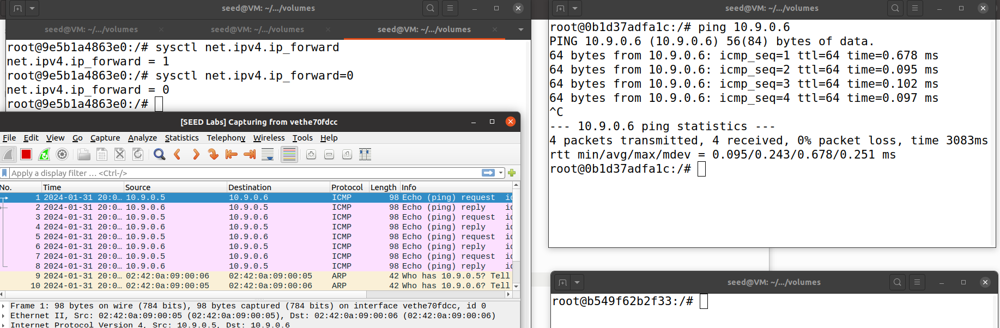 seed@VM: ~/.../volumes
seed@VM: ~/.../volumes
seed@VM: ~/.../volumes
seed@VM: ~/.../volumes
root@9e5b1a4863e0:/# sysctl net.ipv4.ip_forward
net.ipv4.ip_forward = 1
root@9e5b1a4863e0:/# sysctl net.ipv4.ip_forward=0
net.ipv4.ip_forward = 0
root@9e5b1a4863e0:/#
[SEED Labs] Capturing from vethe70fdcc
File Edit View Go Capture Analyze Statistics Telephony Wireless Tools Help
Apply a display filter ... <Ctrl-/>
No. Time Source Destination Protocol Length Info
1 2024-01-31 20:0... 10.9.0.5 10.9.0.6 ICMP 98 Echo (ping) request id
2 2024-01-31 20:0... 10.9.0.6 10.9.0.5 ICMP 98 Echo (ping) reply id
3 2024-01-31 20:0... 10.9.0.5 10.9.0.6 ICMP 98 Echo (ping) request id
4 2024-01-31 20:0... 10.9.0.6 10.9.0.5 ICMP 98 Echo (ping) reply id
5 2024-01-31 20:0... 10.9.0.5 10.9.0.6 ICMP 98 Echo (ping) request id
6 2024-01-31 20:0... 10.9.0.6 10.9.0.5 ICMP 98 Echo (ping) reply id
7 2024-01-31 20:0... 10.9.0.5 10.9.0.6 ICMP 98 Echo (ping) request id
8 2024-01-31 20:0... 10.9.0.6 10.9.0.5 ICMP 98 Echo (ping) reply id
9 2024-01-31 20:0... 02:42:0a:09:00:06 02:42:0a:09:00:05 ARP 42 Who has 10.9.0.5? Tell
10 2024-01-31 20:0... 02:42:0a:09:00:05 02:42:0a:09:00:06 ARP 42 Who has 10.9.0.6? Tell
Frame 1: 98 bytes on wire (784 bits), 98 bytes captured (784 bits) on interface vethe70fdcc, id 0
Ethernet II, Src: 02:42:0a:09:00:05 (02:42:0a:09:00:05), Dst: 02:42:0a:09:00:06 (02:42:0a:09:00:06)
Internet Protocol Version 4, Src: 10.9.0.5, Dst: 10.9.0.6
seed@VM: ~/.../volumes
root@0b1d37adfa1c:/# ping 10.9.0.6
PING 10.9.0.6 (10.9.0.6) 56(84) bytes of data.
64 bytes from 10.9.0.6: icmp_seq=1 ttl=64 time=0.678 ms
64 bytes from 10.9.0.6: icmp_seq=2 ttl=64 time=0.095 ms
64 bytes from 10.9.0.6: icmp_seq=3 ttl=64 time=0.102 ms
64 bytes from 10.9.0.6: icmp_seq=4 ttl=64 time=0.097 ms
^C
--- 10.9.0.6 ping statistics ---
4 packets transmitted, 4 received, 0% packet loss, time 3083ms
rtt min/avg/max/mdev = 0.095/0.243/0.678/0.251 ms
root@0b1d37adfa1c:/#
seed@VM: ~/.../volumes
root@b549f62b2f33:/#